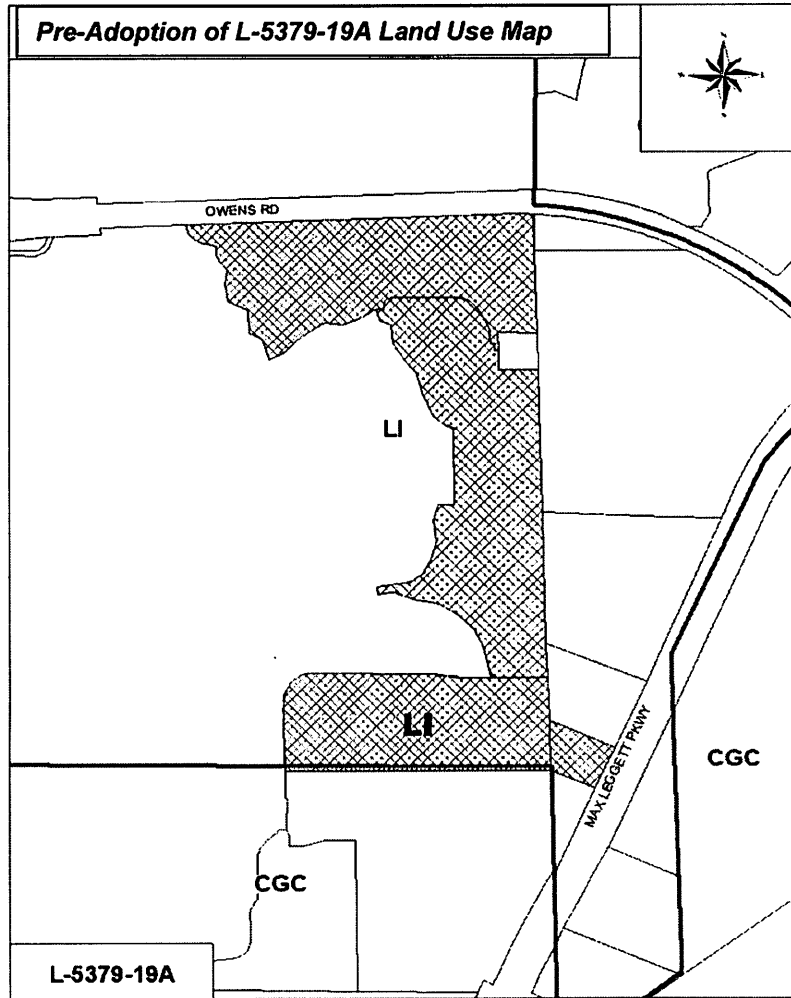 Pre-Adoption of L-5379-19A Land Use Map
OWENS RD
LI
LI
MAX LEGGETT PKWY
CGC
CGC
L-5379-19A